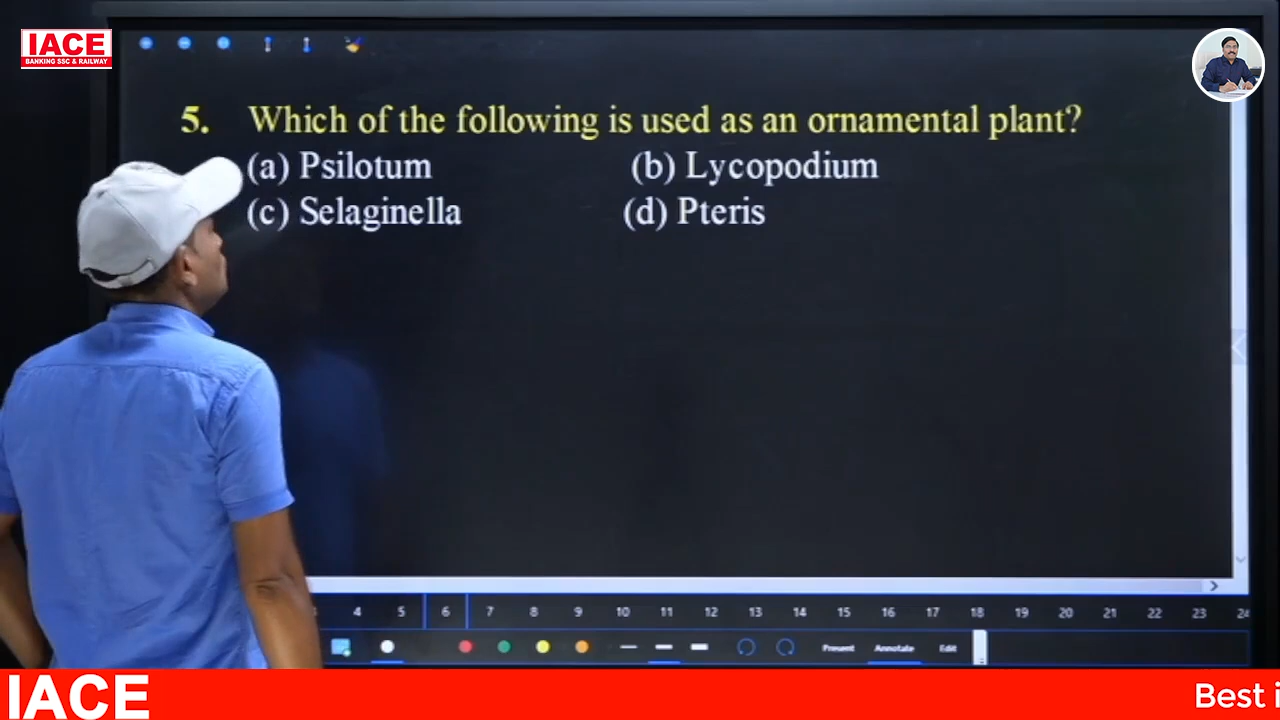 IACE
BANKING SSC & RAILWAY
5. Which of the following is used as an ornamental plant?
(a) Psilotum (b) Lycopodium
(c) Selaginella (d) Pteris
4 5 6 7 8 9 10 11 12 13 14 15 16 17 18 19 20 21 22 23 24
Present Annotate Edit
IACE Best i